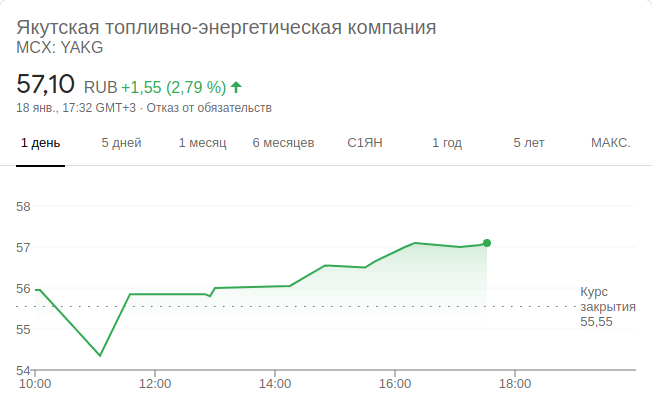 Якутская топливно-энергетическая компания
MCX: YAKG
57,10 RUB +1,55 (2,79 %)
18 янв., 17:32 GMT+3 · Отказ от обязательств
1 день 5 дней 1 месяц 6 месяцев С1ЯН 1 год 5 лет МАКС.
58
57
56
Курс
закрытия
55,55
55
54
10:00 12:00 14:00 16:00 18:00